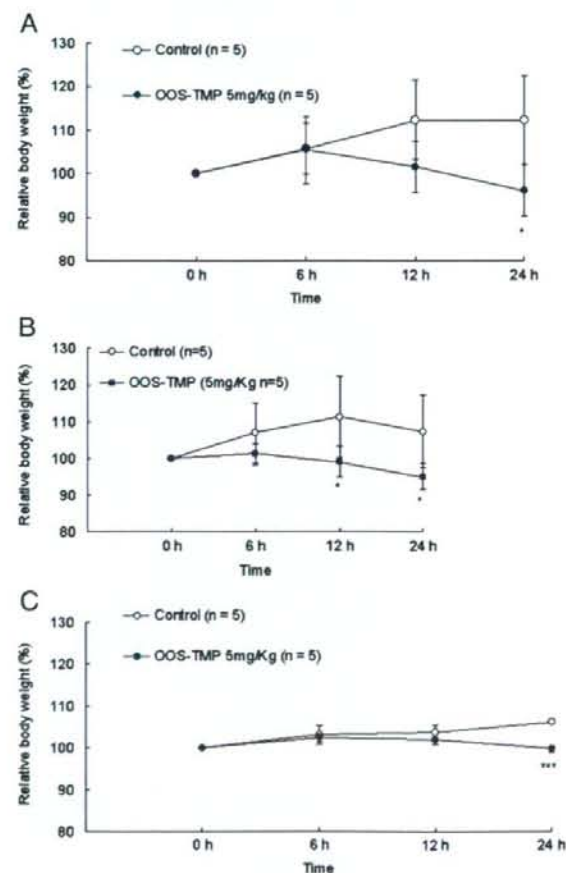 A
130
120
110
100
90
80
Relative body weight (%)
Control (n = 5)
OOS-TMP 5mg/kg (n = 5)
*
0 h 6 h 12 h 24 h
Time
B
130
120
110
100
90
80
Relative body weight (%)
Control (n=5)
OOS-TMP (5mg/Kg n=5)
* *
0 h 6 h 12 h 24 h
Time
C
130
120
110
100
90
80
Relative body weight (%)
Control (n = 5)
OOS-TMP 5mg/Kg (n = 5)
***
0 h 6 h 12 h 24 h
Time